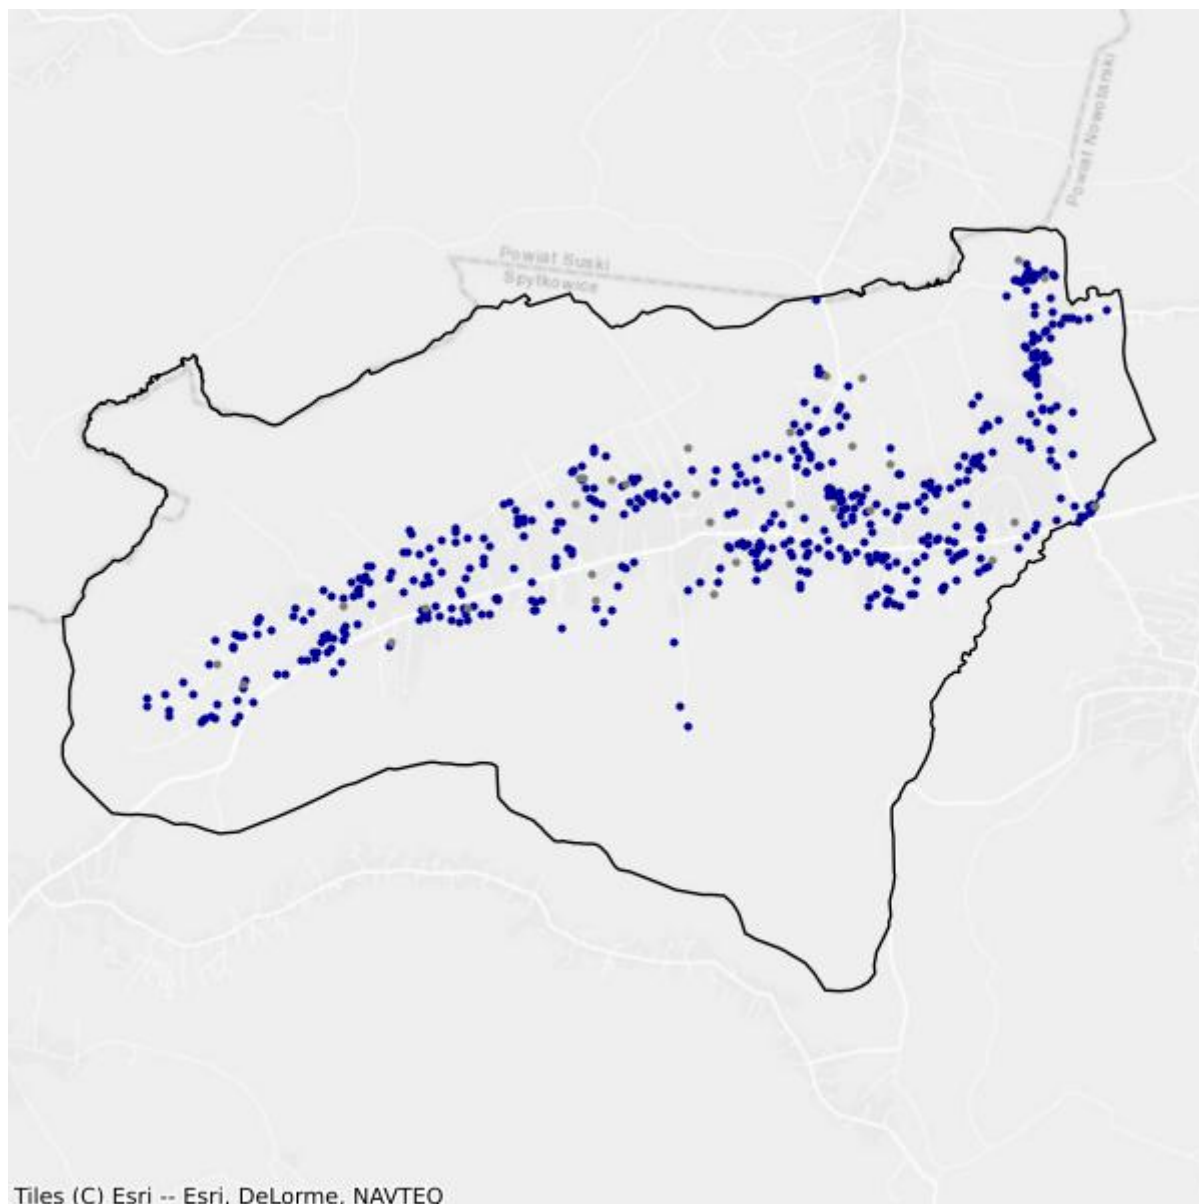 Powiat Nowotarski
Powiat Suski
Spytkowice
Tiles (C) Esri -- Esri, DeLorme, NAVTEQ